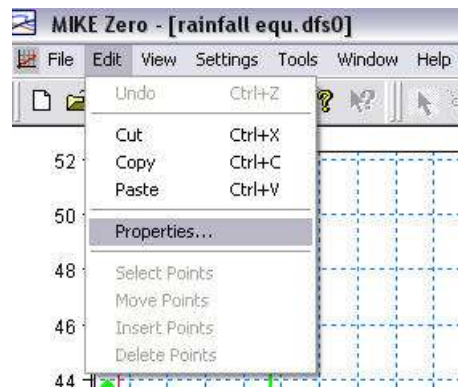 MIKE Zero - [rainfall equ.dfs0]
File Edit View Settings Tools Window Help
Undo Ctrl+Z
Cut Ctrl+X
Copy Ctrl+C
Paste Ctrl+V
Properties...
Select Points
Move Points
Insert Points
Delete Points
52
50
48
46
44